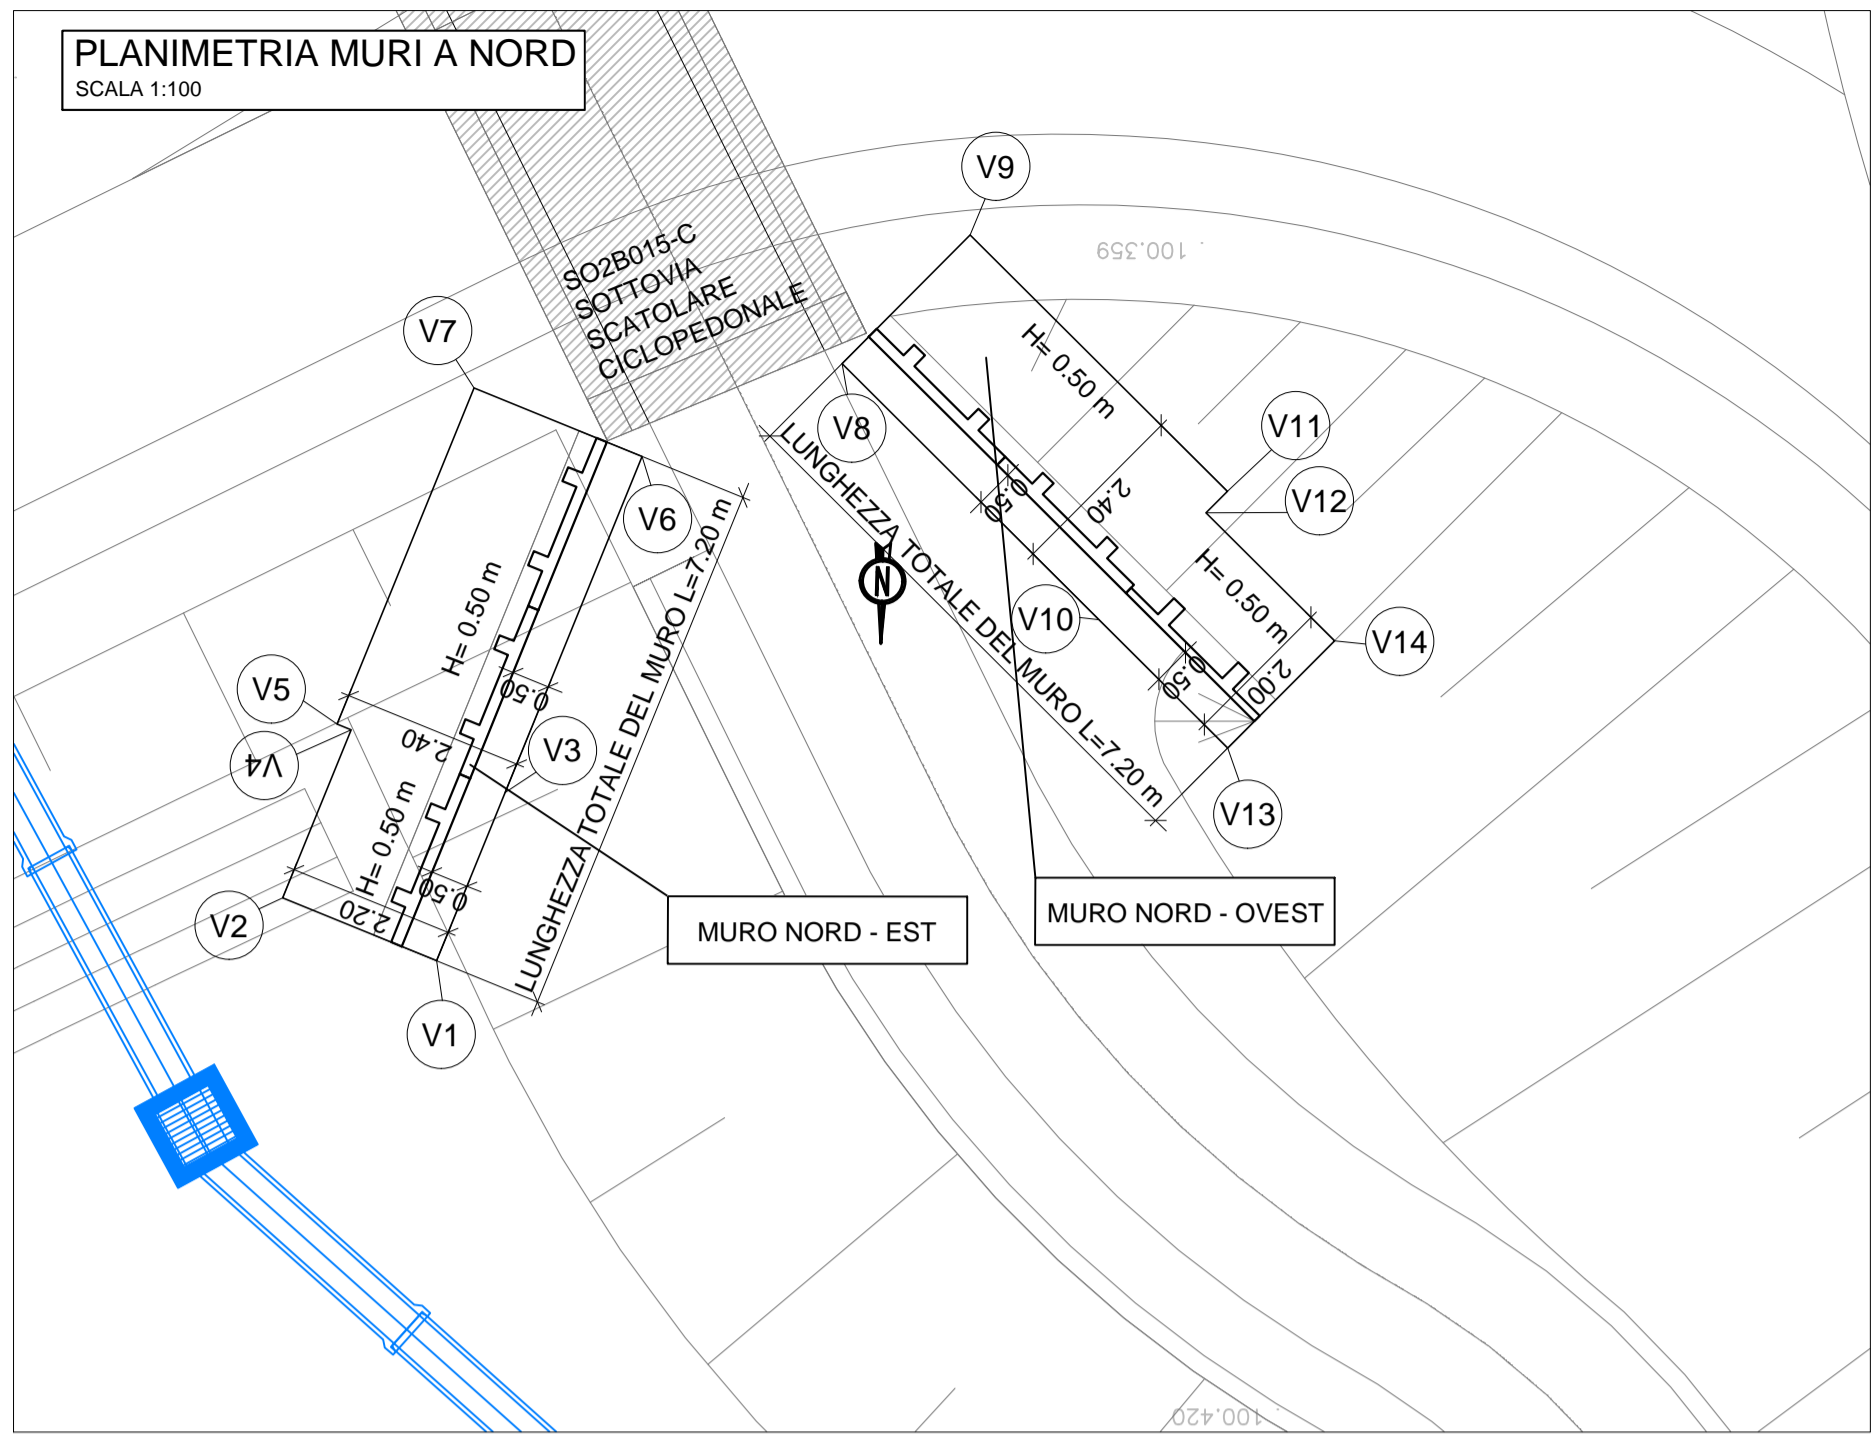 PLANIMETRIA MURI A NORD
SCALA 1:100
SO2B015-C
SOTTOVIA
SCATOLARE
CICLOPEDONALE
V9
. 100.359
V7
H= 0.50 m
V11
V8
V12
V6
2.40
0.50
LUNGHEZZA TOTALE DEL MURO L=7.20 m
N
H= 0.50 m
V10
H= 0.50 m
V14
V5
0.50
2.40
V3
V4
0.50
2.00
LUNGHEZZA TOTALE DEL MURO L=7.20 m
H= 0.50 m
V13
0.50
2.20
V2
MURO NORD - EST
MURO NORD - OVEST
V1
. 100.420